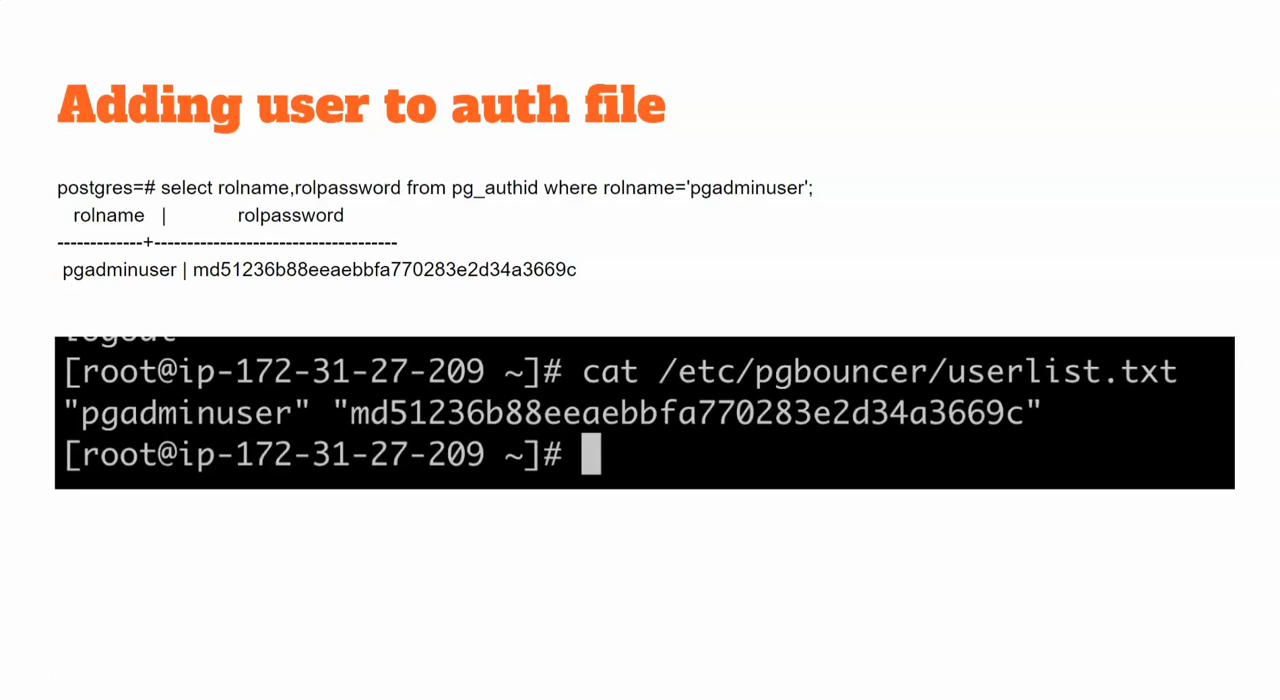 Adding user to auth file
postgres=# select rolname,rolpassword from pg_authid where rolname='pgadminuser';
rolname | rolpassword
-------------+-------------------------------------
pgadminuser | md51236b88eeaebbfa770283e2d34a3669c
logout
[root@ip-172-31-27-209 ~]# cat /etc/pgbouncer/userlist.txt
"pgadminuser" "md51236b88eeaebbfa770283e2d34a3669c"
[root@ip-172-31-27-209 ~]#